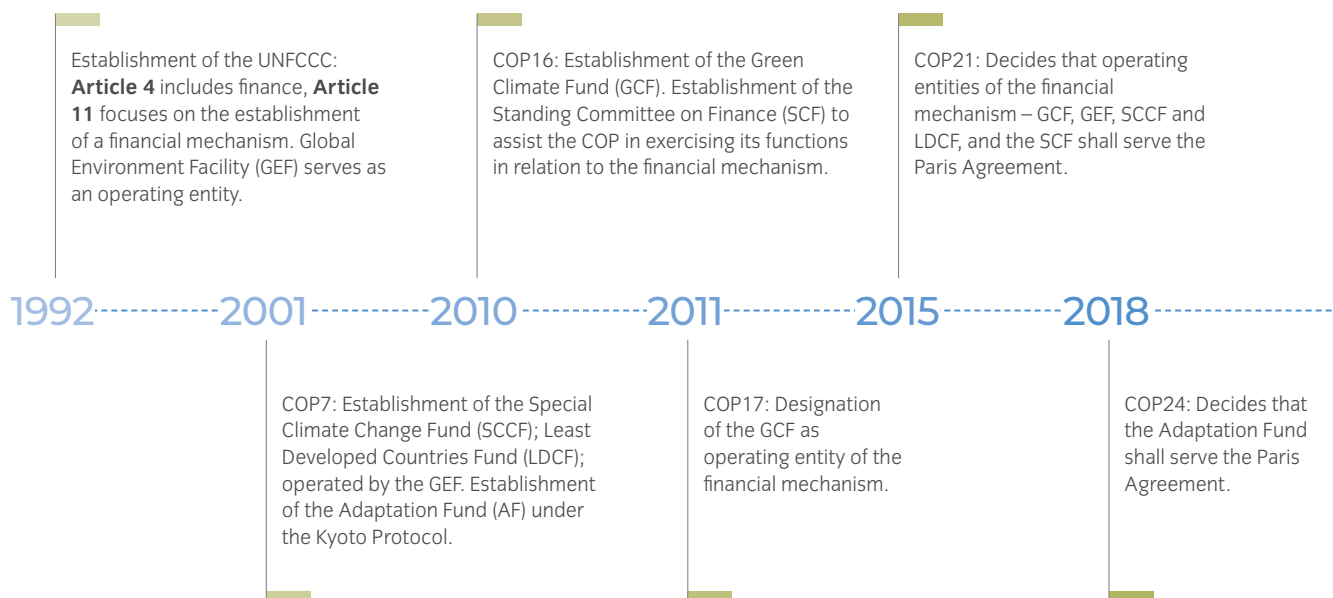 Establishment of the UNFCCC:
Article 4 includes finance, Article
11 focuses on the establishment
of a financial mechanism. Global
Environment Facility (GEF) serves as
an operating entity.
COP16: Establishment of the Green
Climate Fund (GCF). Establishment of the
Standing Committee on Finance (SCF) to
assist the COP in exercising its functions
in relation to the financial mechanism.
COP21: Decides that operating
entities of the financial
mechanism – GCF, GEF, SCCF and
LDCF, and the SCF shall serve the
Paris Agreement.
1992 2001 2010 2011 2015 2018
COP7: Establishment of the Special
Climate Change Fund (SCCF); Least
Developed Countries Fund (LDCF);
operated by the GEF. Establishment
of the Adaptation Fund (AF) under
the Kyoto Protocol.
COP17: Designation
of the GCF as
operating entity of the
financial mechanism.
COP24: Decides that
the Adaptation Fund
shall serve the Paris
Agreement.